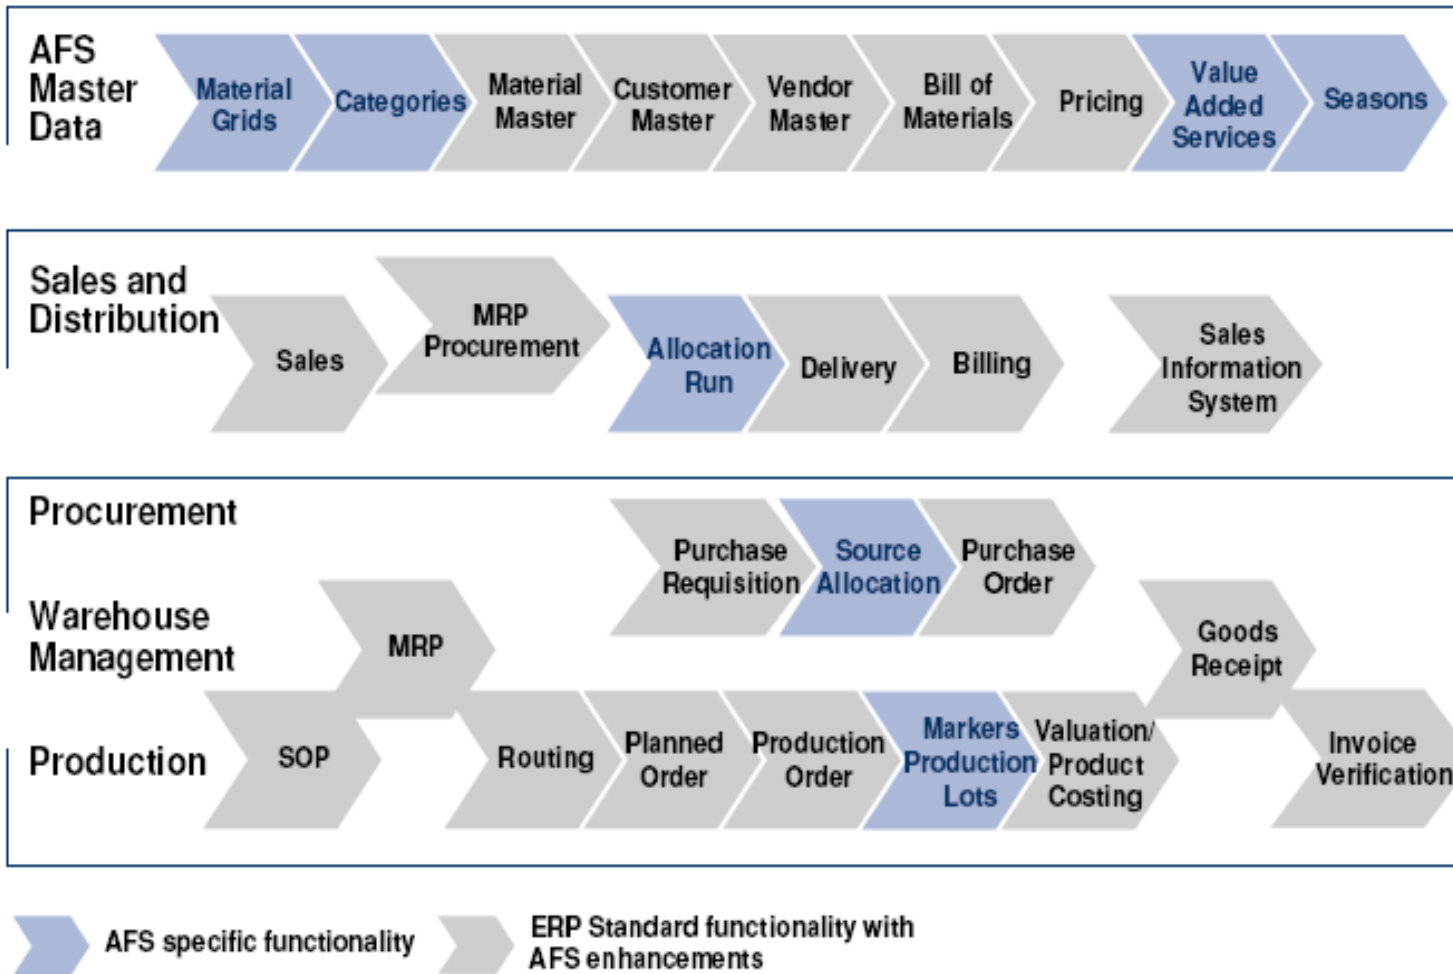 AFS
Master
Data
Material
Grids
Categories
Material
Master
Customer
Master
Vendor
Master
Bill of
Materials
Pricing
Value
Added
Services
Seasons
Sales and
Distribution
Sales
MRP
Procurement
Allocation
Run
Delivery
Billing
Sales
Information
System
Procurement
Purchase
Requisition
Source
Allocation
Purchase
Order
Warehouse
Management
MRP
Goods
Receipt
Production
SOP
Routing
Planned
Order
Production
Order
Markers
Production
Lots
Valuation/
Product
Costing
Invoice
Verification
AFS specific functionality
ERP Standard functionality with
AFS enhancements